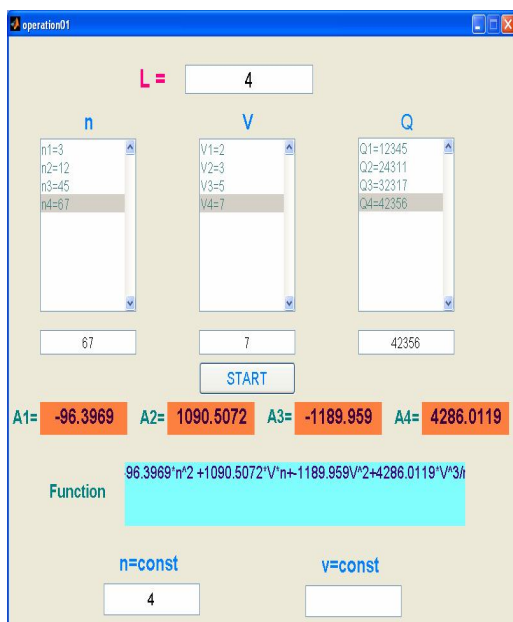 operation01
L = 4
n V Q
n1=3 V1=2 Q1=12345
n2=12 V2=3 Q2=24311
n3=45 V3=5 Q3=32317
n4=67 V4=7 Q4=42356
67 7 42356
START
A1= -96.3969 A2= 1090.5072 A3= -1189.959 A4= 4286.0119
Function 96.3969*n^2 +1090.5072*V*n+-1189.959V^2+4286.0119*V^3/
n=const v=const
4